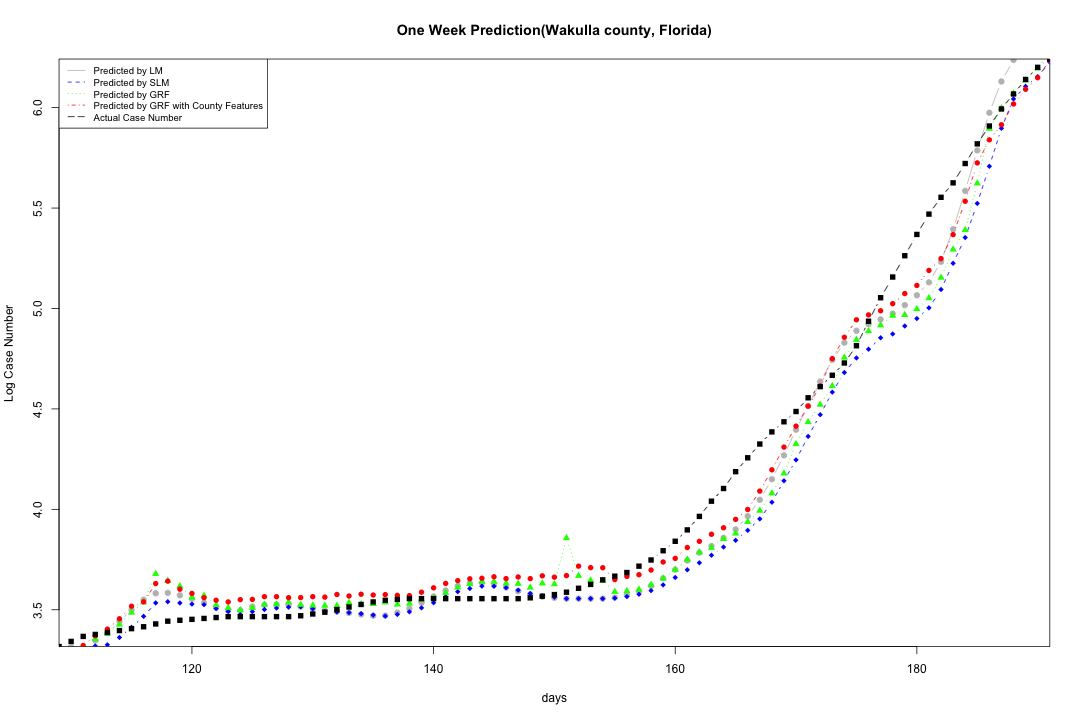 One Week Prediction(Wakulla county, Florida)
Predicted by LM
Predicted by SLM
Predicted by GRF
Predicted by GRF with County Features
Actual Case Number
6.0
5.5
5.0
4.5
4.0
3.5
Log Case Number
120 140 160 180
days